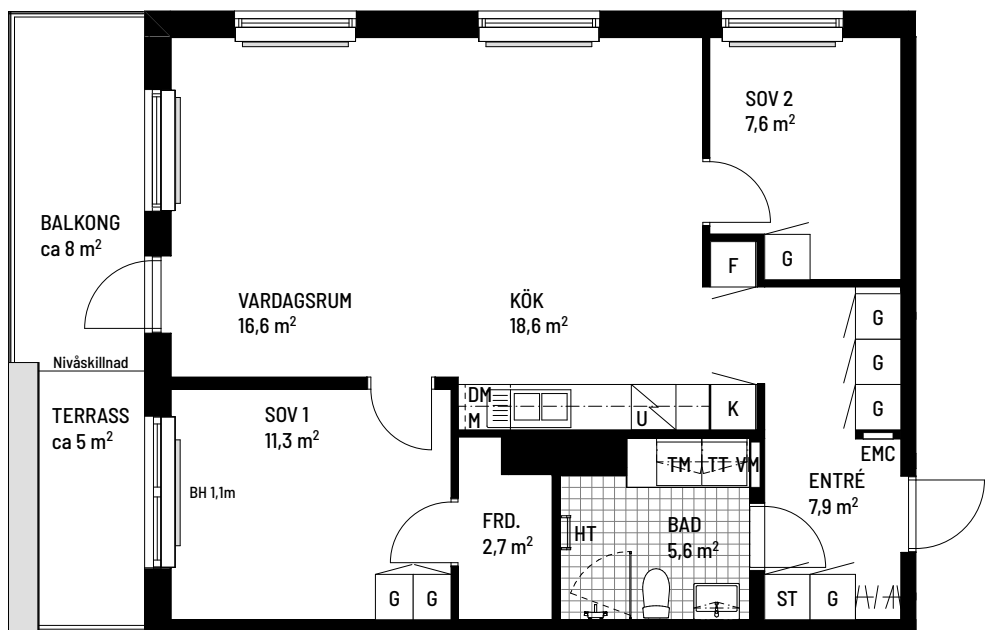 SOV 2
7,6 m²
BALKONG
ca 8 m²
F
G
VARDAGSRUM
16,6 m²
KÖK
18,6 m²
G
G
G
Nivåskillnad
TERRASS
ca 5 m²
SOV 1
11,3 m²
DM
M
U
K
EMC
TM
TT
VM
BH 1,1m
ENTRÉ
7,9 m²
FRD.
2,7 m²
HT
BAD
5,6 m²
G
G
ST
G